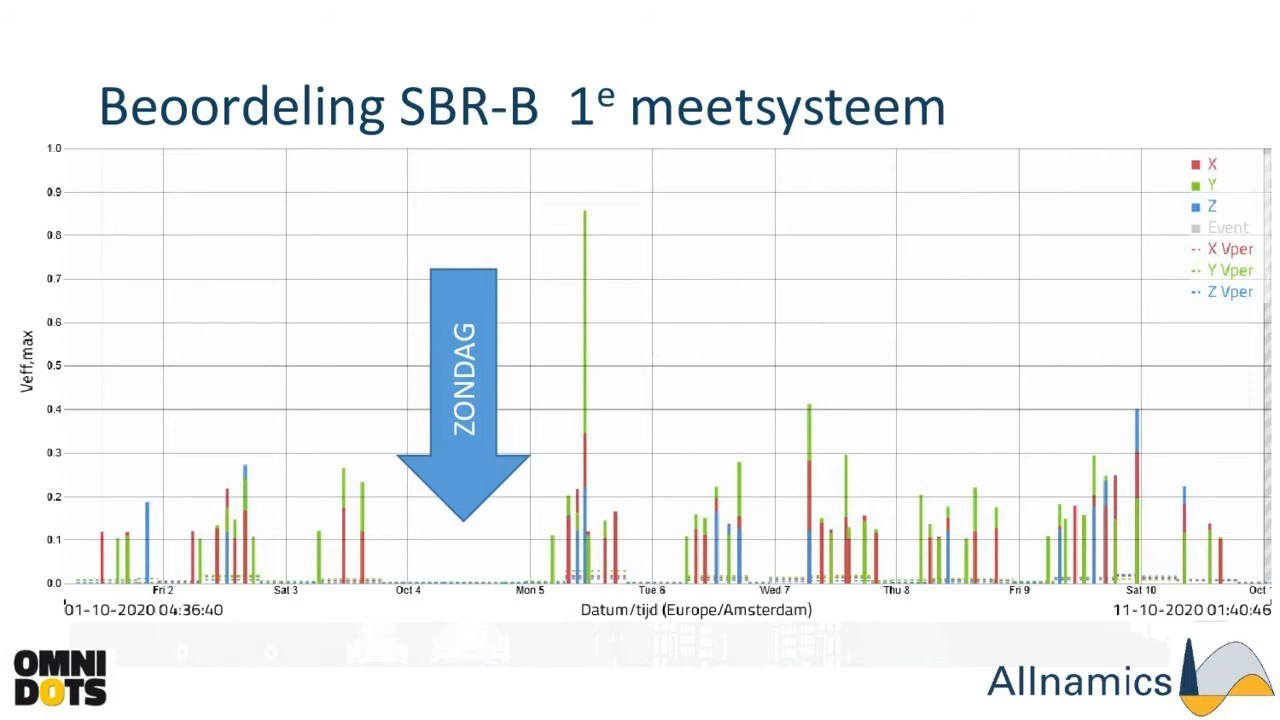 Beoordeling SBR-B 1e meetsysteem
1.0
0.9
0.8
0.7
0.6
0.5
0.4
0.3
0.2
0.1
0.0
Veff,max
X
Y
Z
Event
X Vper
Y Vper
Z Vper
ZONDAG
Fri 2
Sat 3
Oct 4
Mon 5
Tue 6
Wed 7
Thu 8
Fri 9
Sat 10
Oct 1
01-10-2020 04:36:40
Datum/tijd (Europe/Amsterdam)
11-10-2020 01:40:46
OMNI
DOTS
Allnamics